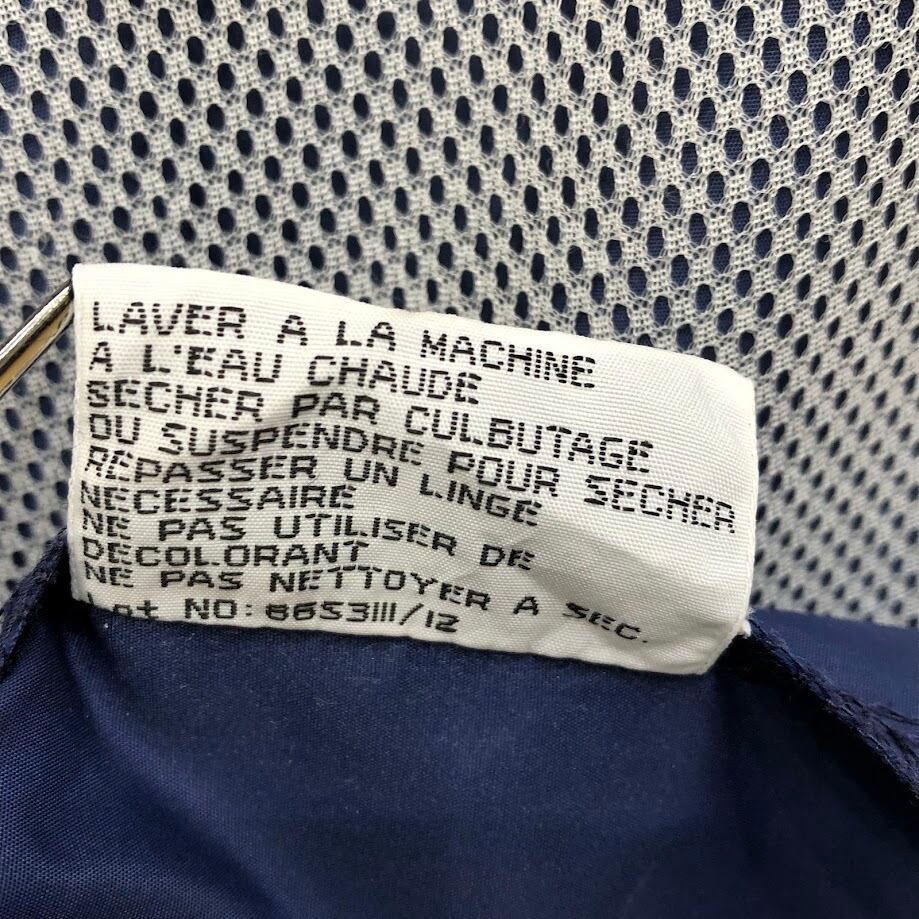 LAVER A LA MACHINE
A L'EAU CHAUDE
SECHER PAR CULBUTAGE
OU SUSPENDRE POUR SECHER
REPASSER UN LINGE
NECESSAIRE
NE PAS UTILISER DE
DECOLORANT
NE PAS NETTOYER A SEC.
Lot NO: 6653111/12